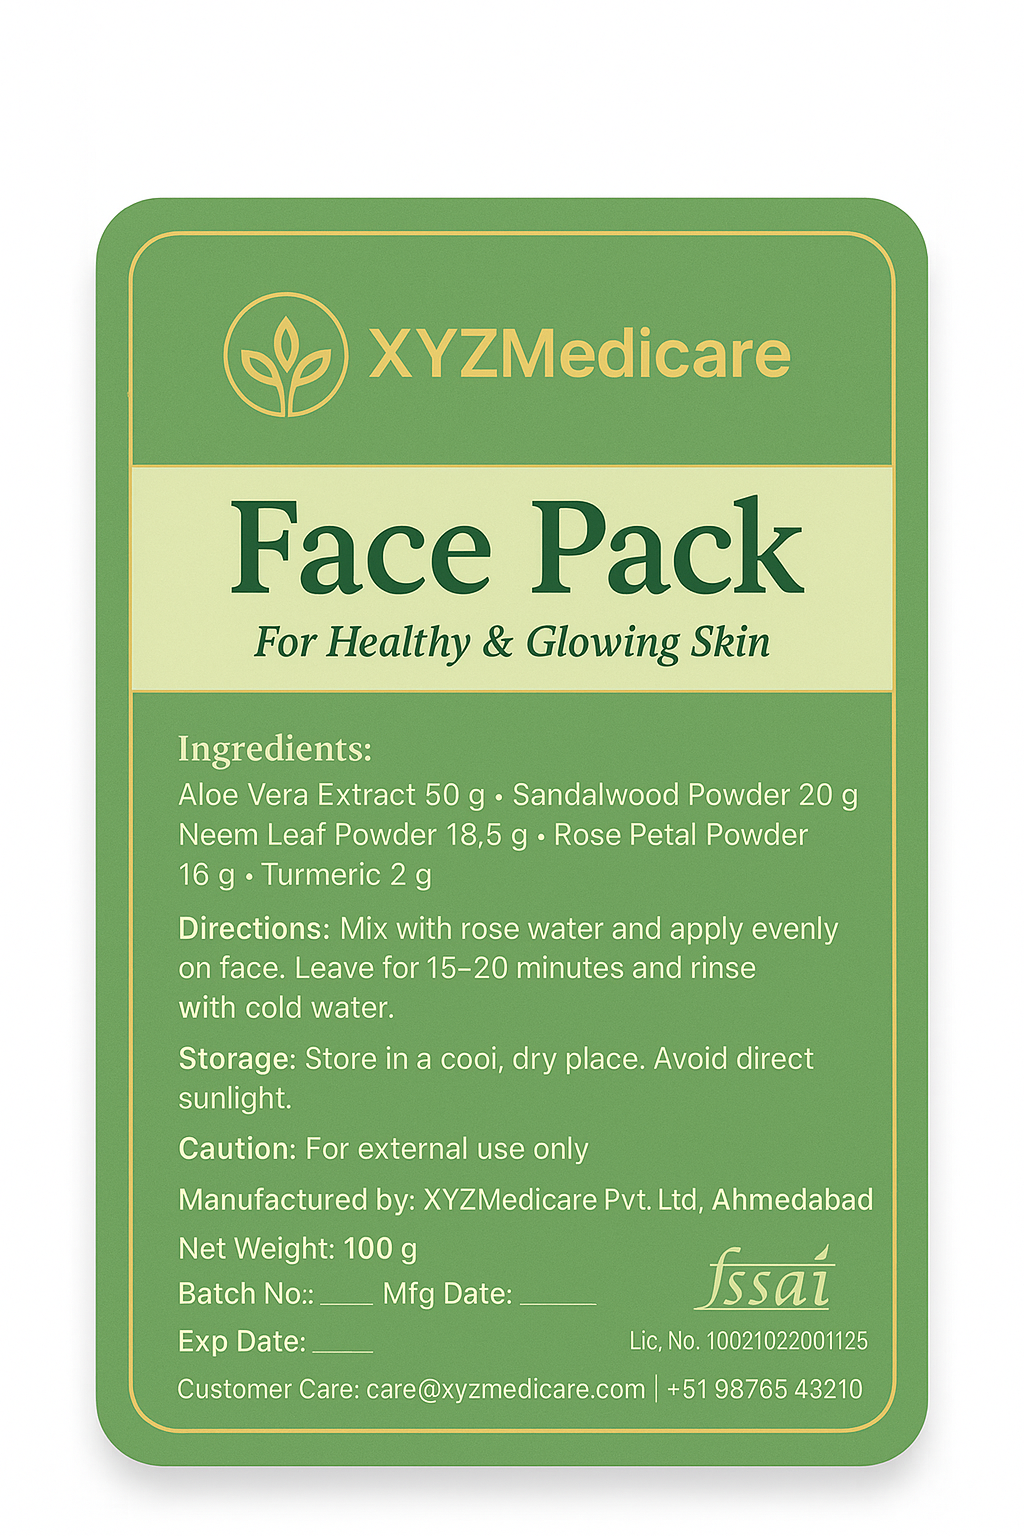 XYZMedicare
Face Pack
For Healthy & Glowing Skin
Ingredients:
Aloe Vera Extract 50 g • Sandalwood Powder 20 g
Neem Leaf Powder 18,5 g • Rose Petal Powder
16 g • Turmeric 2 g
Directions: Mix with rose water and apply evenly
on face. Leave for 15–20 minutes and rinse
with cold water.
Storage: Store in a cooi, dry place. Avoid direct
sunlight.
Caution: For external use only
Manufactured by: XYZMedicare Pvt. Ltd, Ahmedabad
Net Weight: 100 g
Batch No:: ____ Mfg Date: ______
fssai
Exp Date: _____
Lic, No. 10021022001125
Customer Care: care@xyzmedicare.com | +51 98765 43210